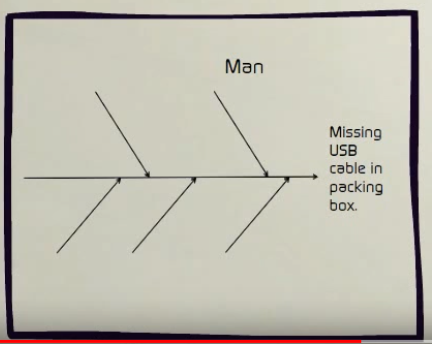 Man
Missing
USB
cable in
packing
box.